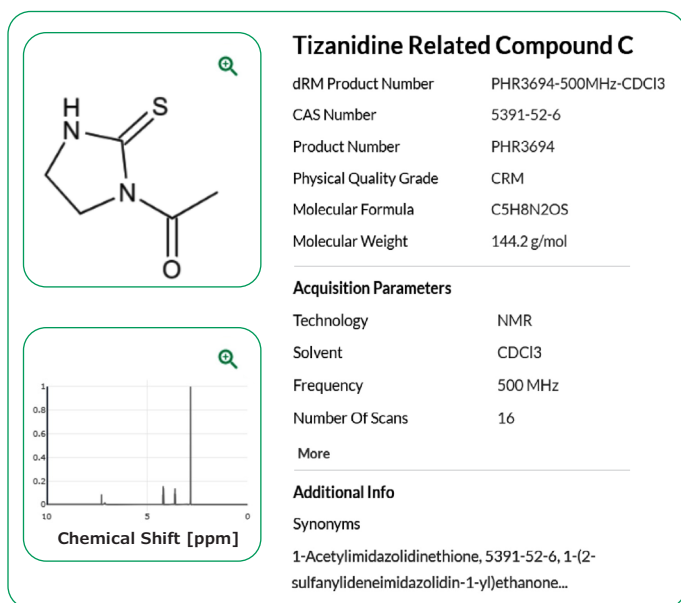 Tizanidine Related Compound C
dRM Product Number PHR3694-500MHz-CDCl3
CAS Number 5391-52-6
Product Number PHR3694
Physical Quality Grade CRM
Molecular Formula C5H8N2OS
Molecular Weight 144.2 g/mol
Acquisition Parameters
Technology NMR
Solvent CDCl3
Frequency 500 MHz
Number Of Scans 16
More
Additional Info
Synonyms
1-Acetylimidazolidinethione, 5391-52-6, 1-(2-
sulfanylideneimidazolidin-1-yl)ethanone...
H
N
S
N
O
1
0.8
0.6
0.4
0.2
0
10 5 0
Chemical Shift [ppm]